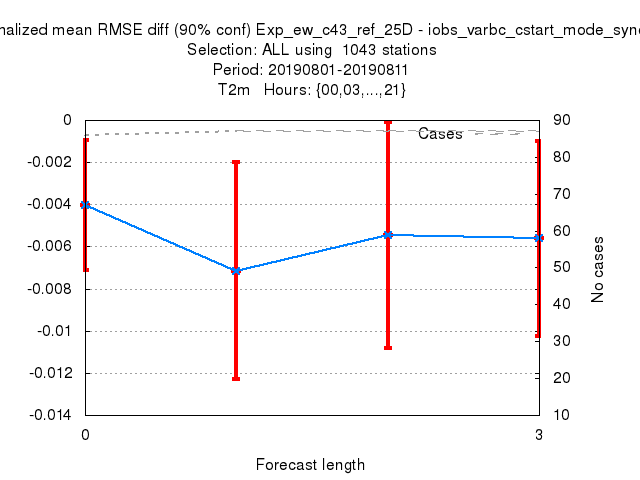 nalized mean RMSE diff (90% conf) Exp_ew_c43_ref_25D - iobs_varbc_cstart_mode_sync
Selection: ALL using  1043 stations
Period: 20190801-20190811
T2m   Hours: {00,03,...,21}
0
-0.002
-0.004
-0.006
-0.008
-0.01
-0.012
-0.014
Cases
90
80
70
60
50
40
30
20
10
No cases
0
3
Forecast length